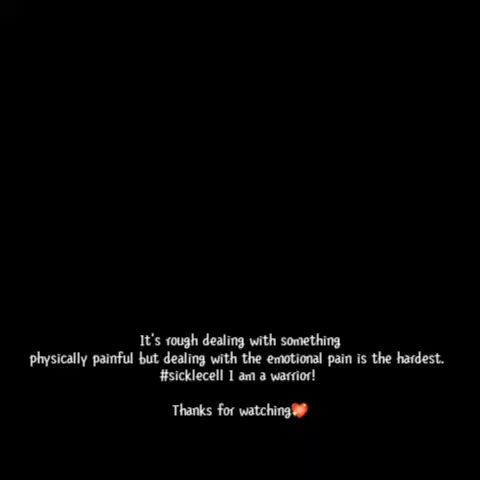 It's rough dealing with something
physically painful but dealing with the emotional pain is the hardest.
#sicklecell I am a warrior!
Thanks for watching💖